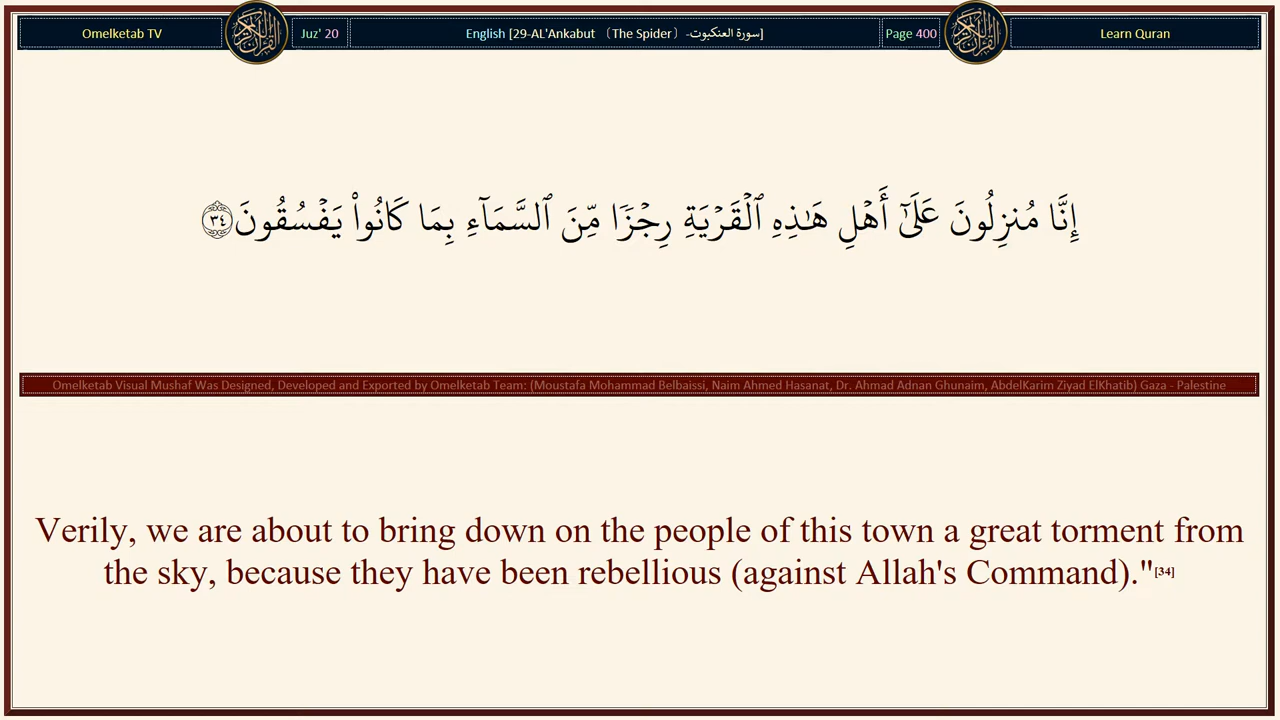 Omelketab TV
Juz' 20
English [29-AL'Ankabut （The Spider）-سورة العنكبوت]
Page 400
Learn Quran
إِنَّا مُنزِلُونَ عَلَىٰٓ أَهْلِ هَـٰذِهِ ٱلْقَرْيَةِ رِجْزًا مِّنَ ٱلسَّمَآءِ بِمَا كَانُوا۟ يَفْسُقُونَ ٣٤
Omelketab Visual Mushaf Was Designed, Developed and Exported by Omelketab Team: (Moustafa Mohammad Belbaissi, Naim Ahmed Hasanat, Dr. Ahmad Adnan Ghunaim, AbdelKarim Ziyad ElKhatib) Gaza - Palestine
Verily, we are about to bring down on the people of this town a great torment from
the sky, because they have been rebellious (against Allah's Command)."[34]